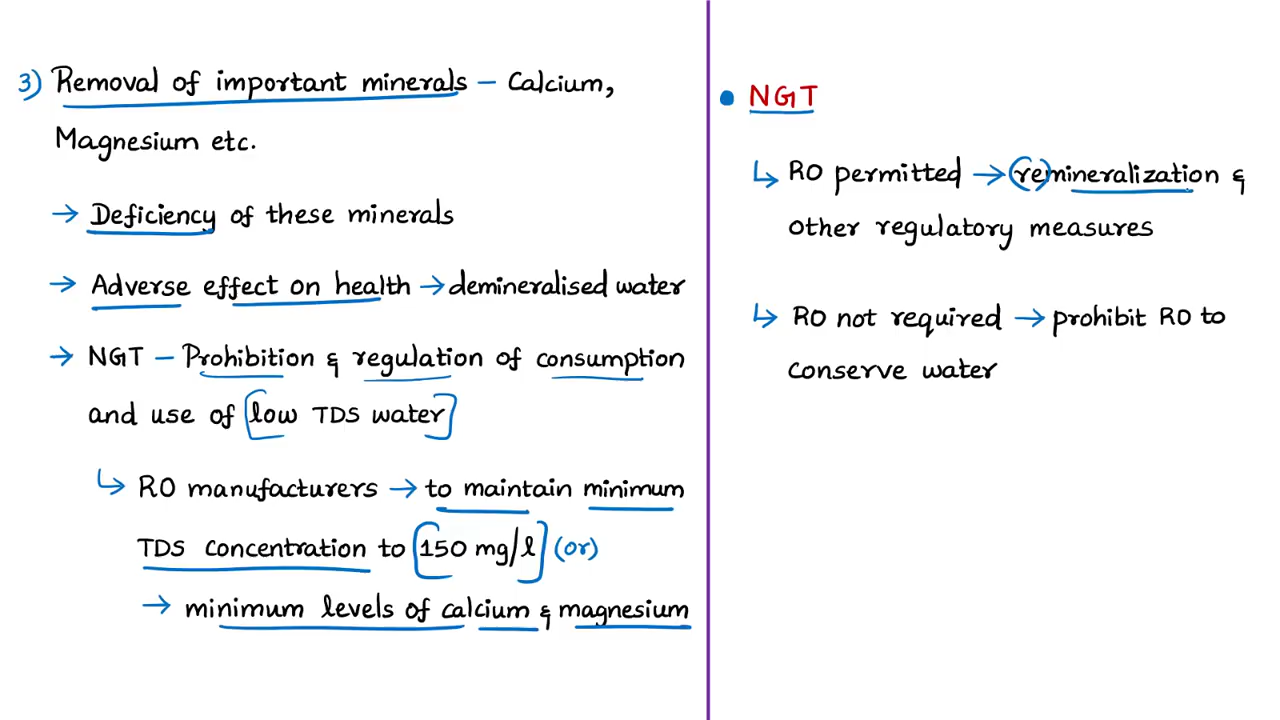 3) Removal of important minerals – Calcium,
Magnesium etc.
→ Deficiency of these minerals
→ Adverse effect on health → demineralised water
→ NGT – Prohibition & regulation of consumption
and use of [low TDS water]
↳ RO manufacturers → to maintain minimum
TDS concentration to [150 mg/l] (or)
→ minimum levels of calcium & magnesium
• NGT
↳ RO permitted → (re)mineralization &
other regulatory measures
↳ RO not required → prohibit RO to
conserve water